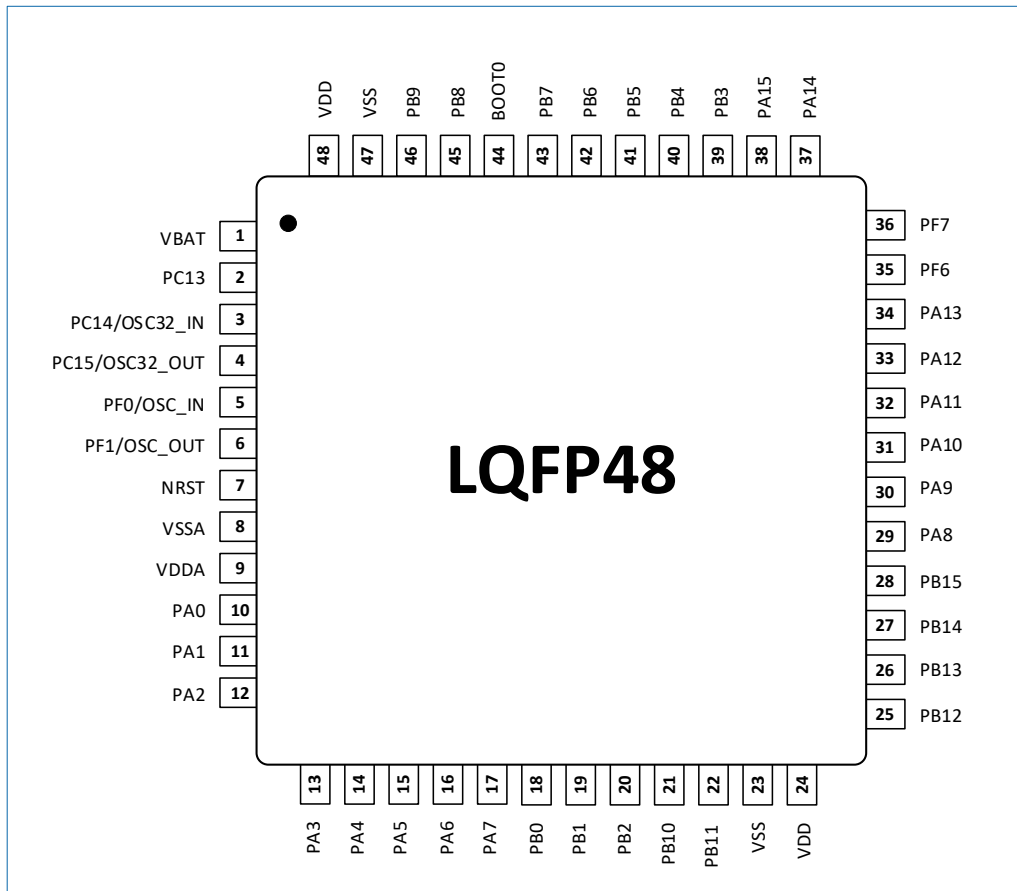 VDD VSS PB9 PB8 BOOT0 PB7 PB6 PB5 PB4 PB3 PA15 PA14
48 47 46 45 44 43 42 41 40 39 38 37
VBAT 1
PC13 2
PC14/OSC32_IN 3
PC15/OSC32_OUT 4
PF0/OSC_IN 5
PF1/OSC_OUT 6
NRST 7
VSSA 8
VDDA 9
PA0 10
PA1 11
PA2 12
LQFP48
36 PF7
35 PF6
34 PA13
33 PA12
32 PA11
31 PA10
30 PA9
29 PA8
28 PB15
27 PB14
26 PB13
25 PB12
13 14 15 16 17 18 19 20 21 22 23 24
PA3 PA4 PA5 PA6 PA7 PB0 PB1 PB2 PB10 PB11 VSS VDD